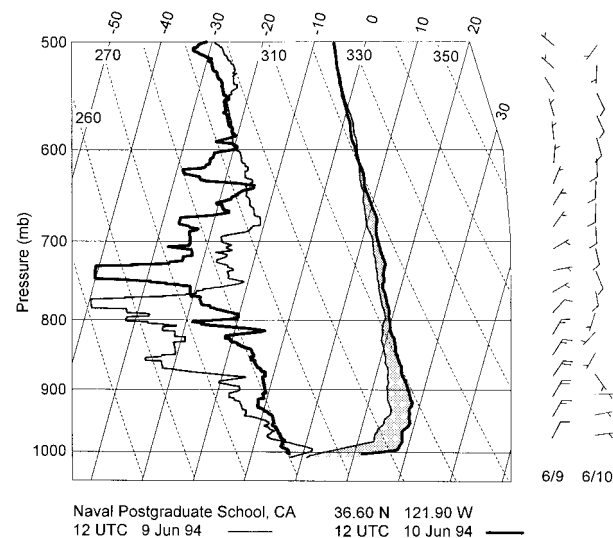 -50 -40 -30 -20 -10 0 10 20
500 270 310 330 350
260 30
600
700
800
900
1000
Pressure (mb)
6/9 6/10
Naval Postgraduate School, CA 36.60 N 121.90 W
12 UTC 9 Jun 94 12 UTC 10 Jun 94